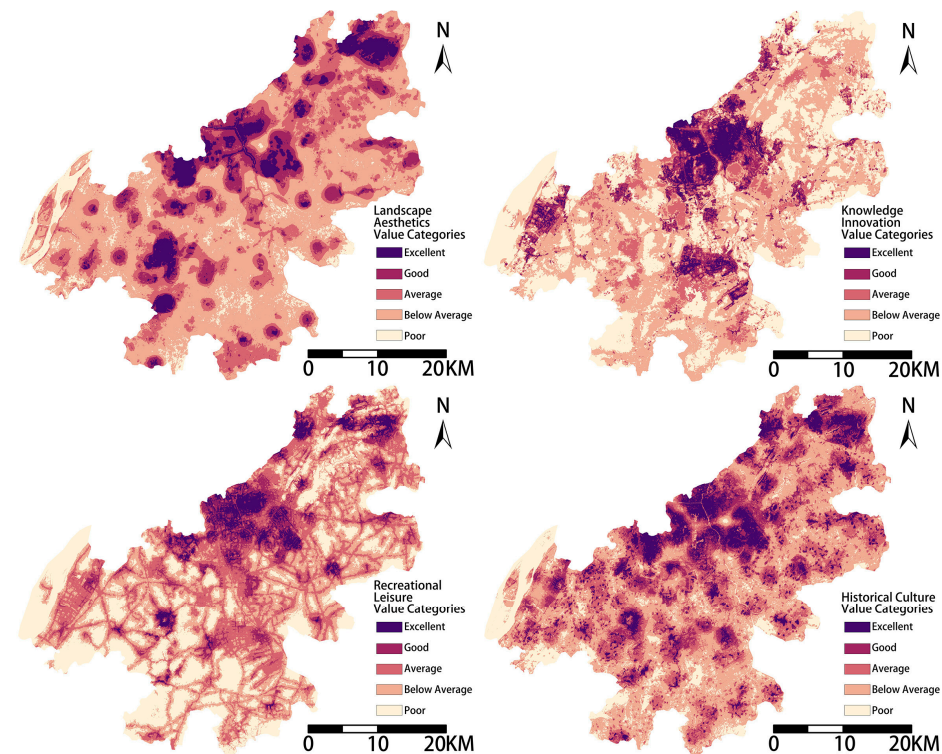 N
Landscape
Aesthetics
Value Categories
Excellent
Good
Average
Below Average
Poor
0 10 20KM
N
Knowledge
Innovation
Value Categories
Excellent
Good
Average
Below Average
Poor
0 10 20KM
N
Recreational
Leisure
Value Categories
Excellent
Good
Average
Below Average
Poor
0 10 20KM
N
Historical Culture
Value Categories
Excellent
Good
Average
Below Average
Poor
0 10 20KM